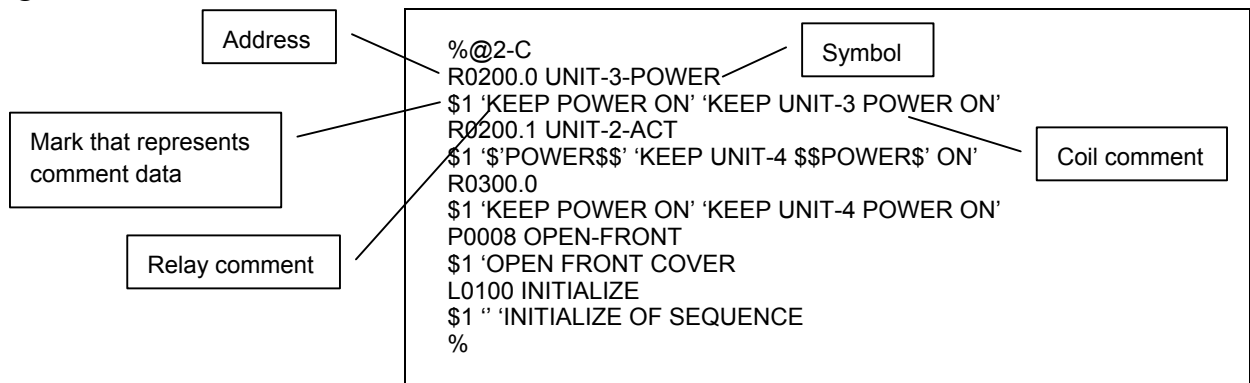 Address
Symbol
Mark that represents
comment data
Coil comment
Relay comment
%@2-C
R0200.0 UNIT-3-POWER
$1 ‘KEEP POWER ON’ ‘KEEP UNIT-3 POWER ON’
R0200.1 UNIT-2-ACT
$1 ‘$’POWER$$’ ‘KEEP UNIT-4 $$POWER$’ ON’
R0300.0
$1 ‘KEEP POWER ON’ ‘KEEP UNIT-4 POWER ON’
P0008 OPEN-FRONT
$1 ‘OPEN FRONT COVER
L0100 INITIALIZE
$1 ‘’ ‘INITIALIZE OF SEQUENCE
%